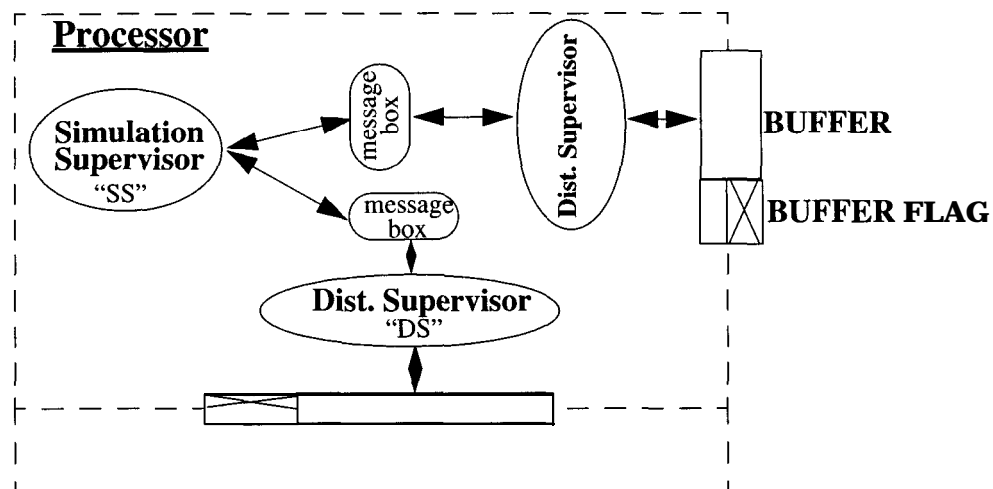 Processor
Simulation
Supervisor
“SS”
message
box
Dist. Supervisor
BUFFER
BUFFER FLAG
message
box
Dist. Supervisor
“DS”